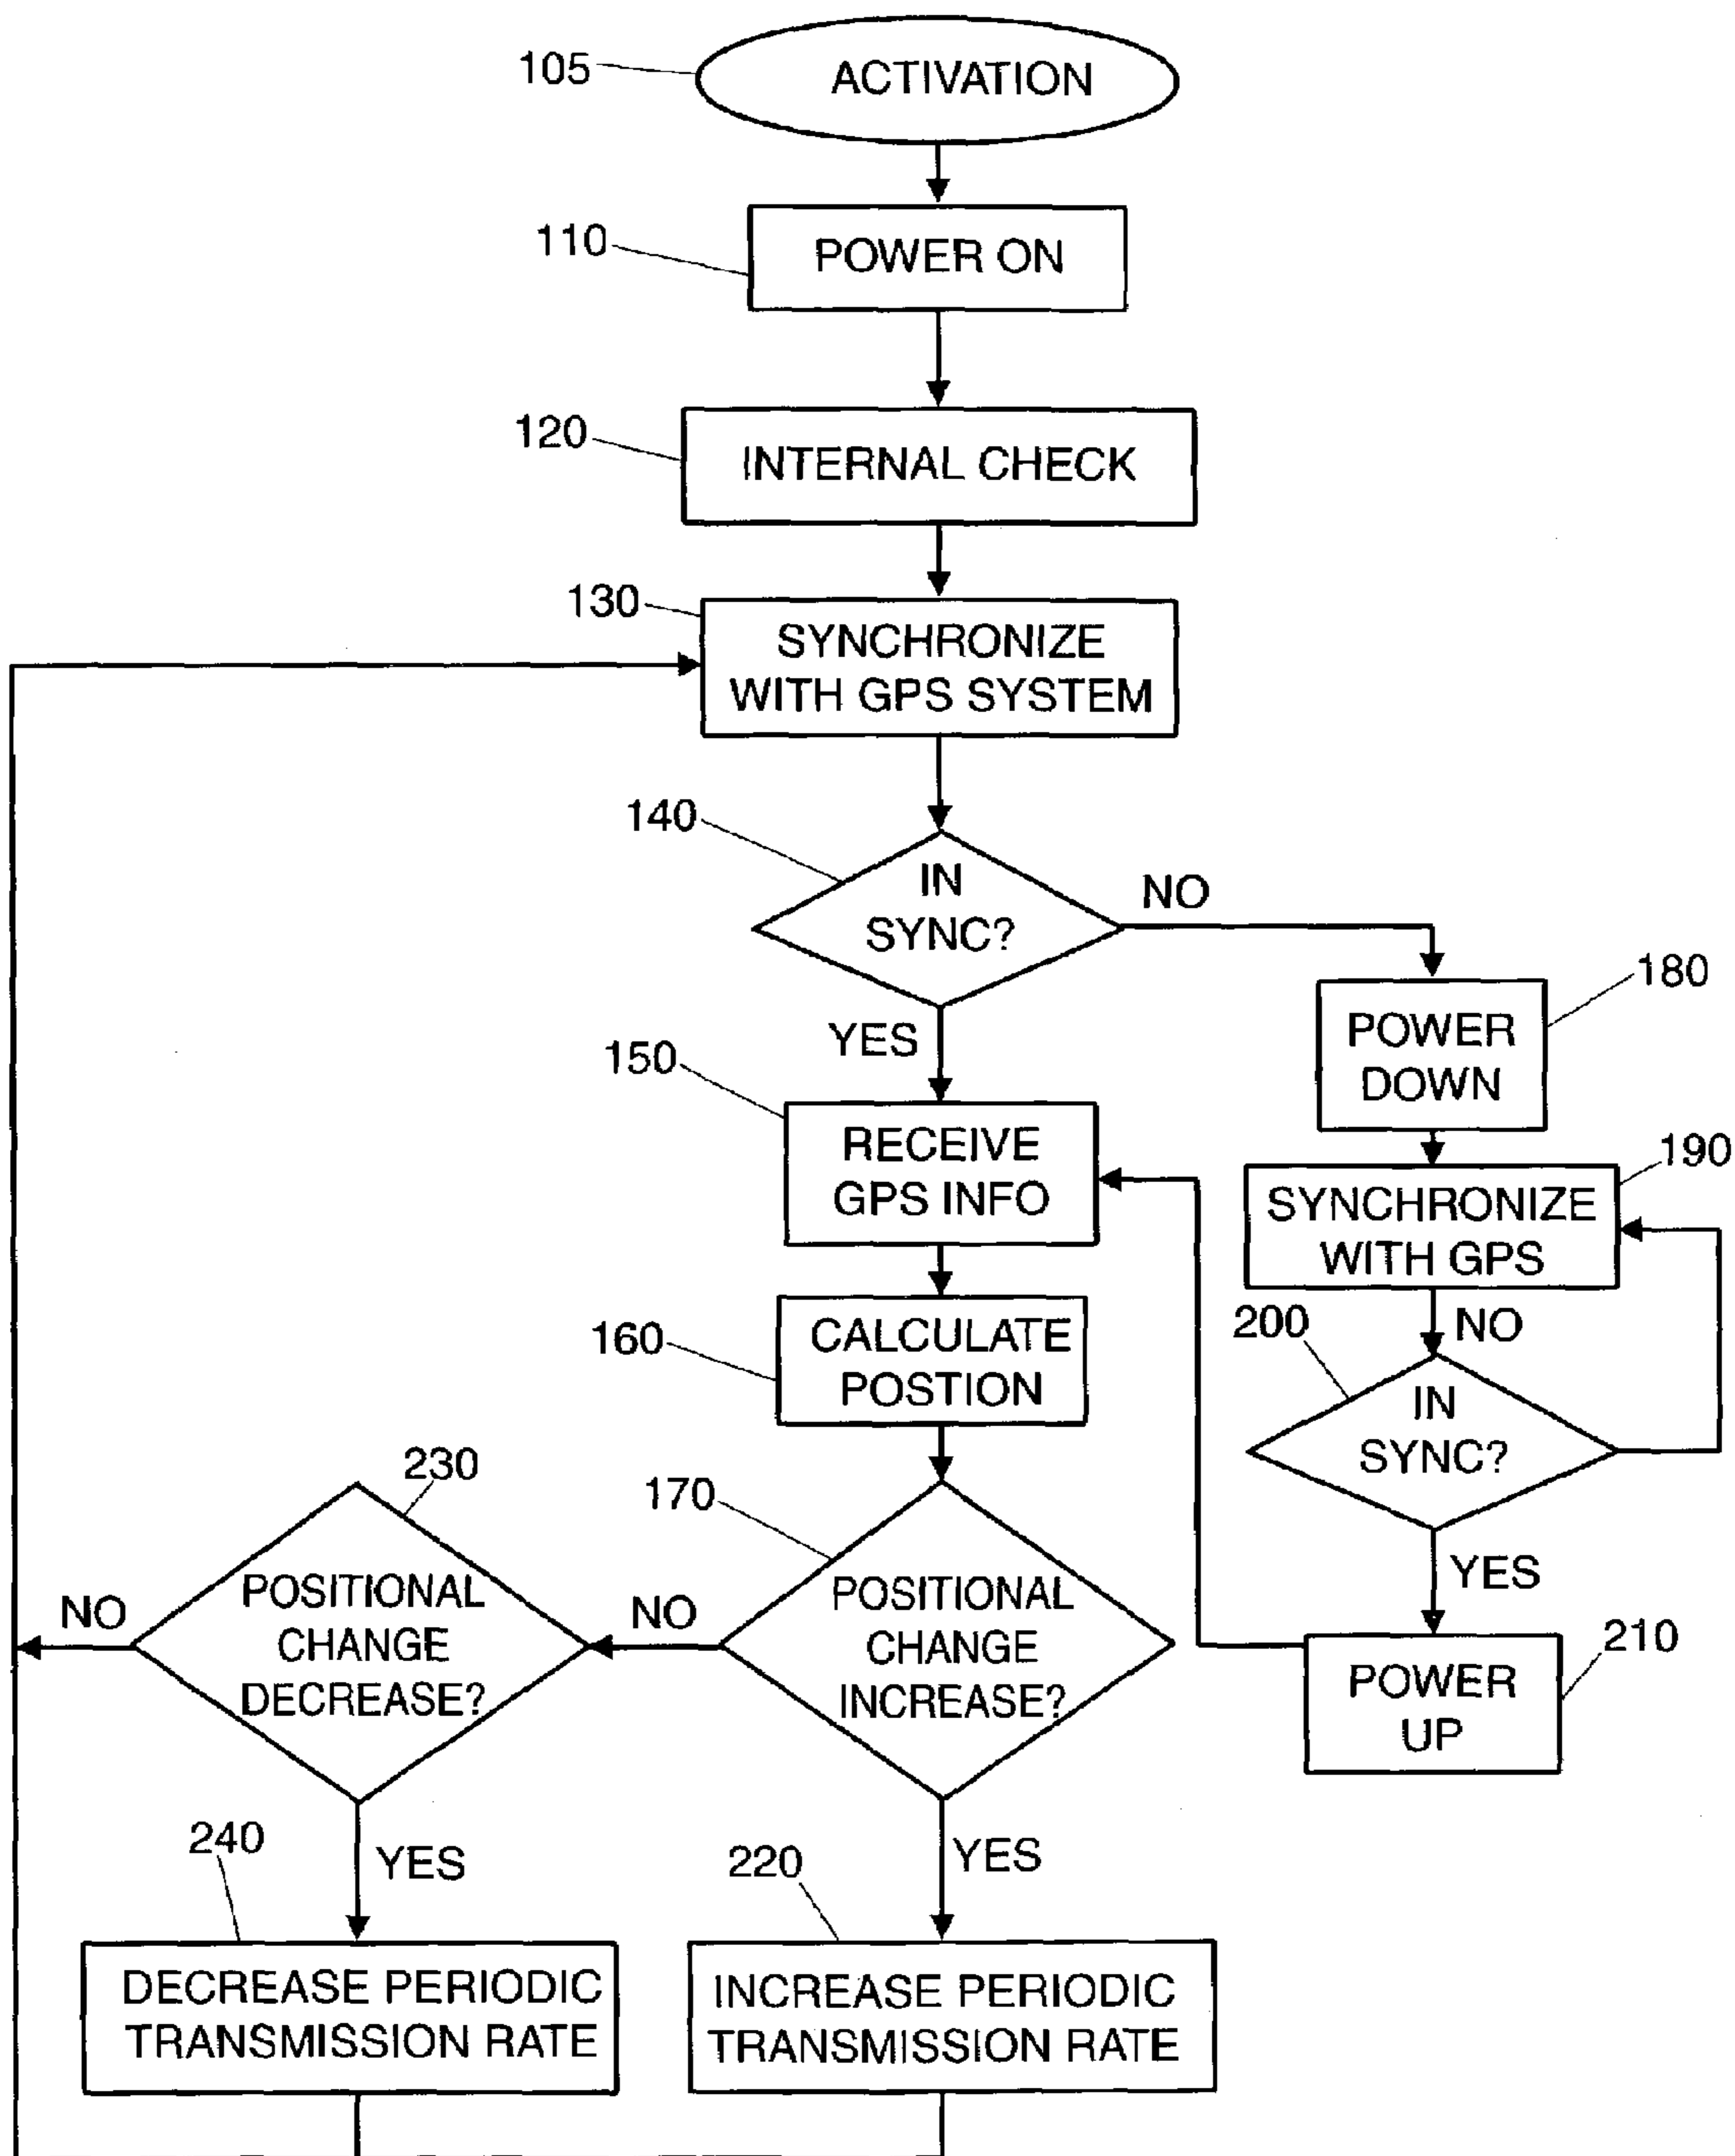 105
ACTIVATION
110
POWER ON
120
INTERNAL CHECK
130
SYNCHRONIZE
WITH GPS SYSTEM
140
IN
SYNC?
NO
YES
180
POWER
DOWN
150
RECEIVE
GPS INFO
190
SYNCHRONIZE
WITH GPS
NO
160
CALCULATE
POSTION
200
IN
SYNC?
YES
230
POSITIONAL
CHANGE
DECREASE?
NO
170
POSITIONAL
CHANGE
INCREASE?
NO
210
POWER
UP
240
YES
220
YES
DECREASE PERIODIC
TRANSMISSION RATE
INCREASE PERIODIC
TRANSMISSION RATE